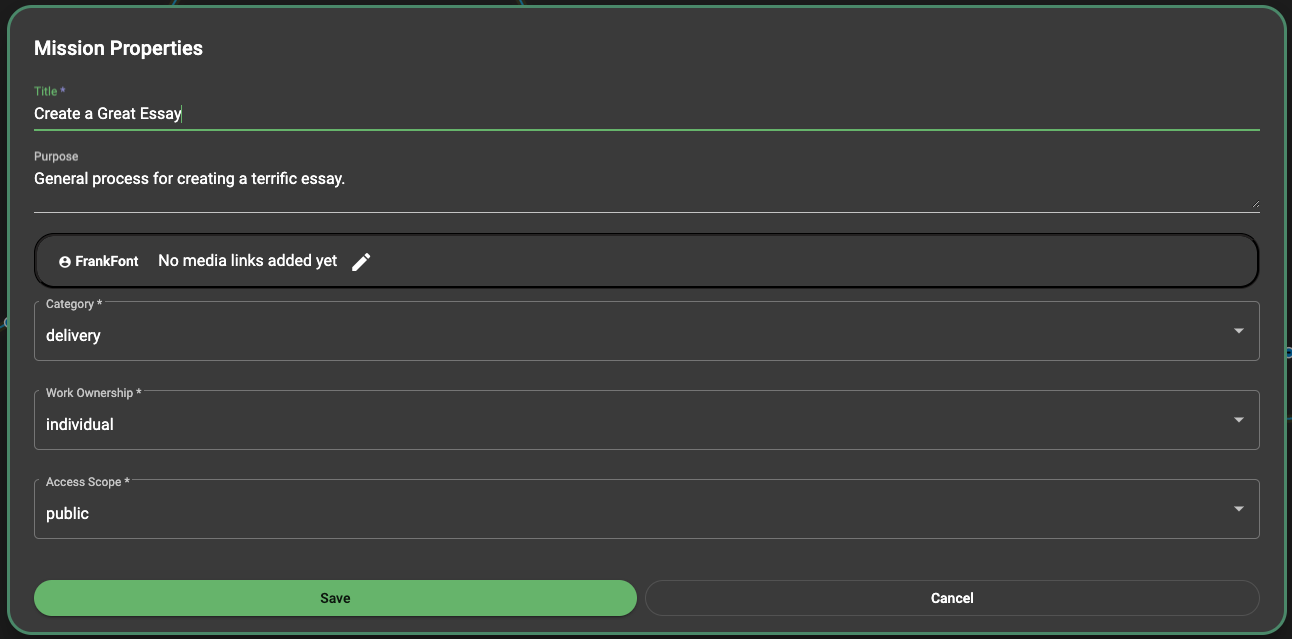 Mission Properties
Title *
Create a Great Essay
Purpose
General process for creating a terrific essay.
FrankFont No media links added yet
Category *
delivery
Work Ownership *
individual
Access Scope *
public
Save Cancel